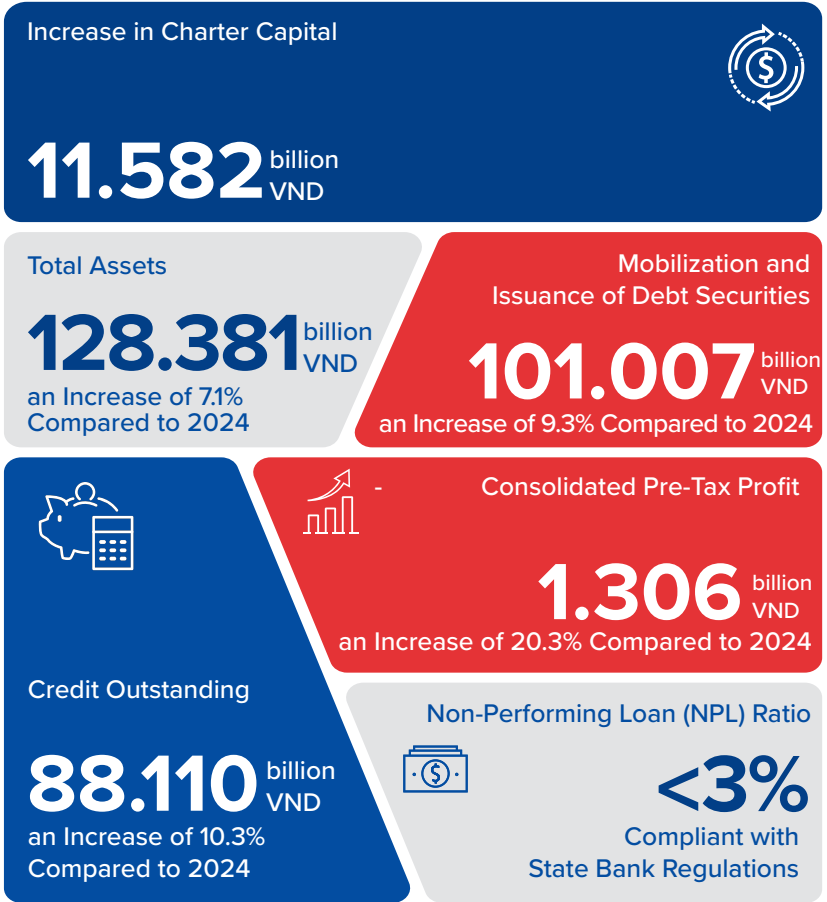 Increase in Charter Capital
$
11.582 billion
VND
Total Assets
128.381 billion
VND
an Increase of 7.1%
Compared to 2024
Mobilization and
Issuance of Debt Securities
101.007 billion
VND
an Increase of 9.3% Compared to 2024
- Consolidated Pre-Tax Profit
1.306 billion
VND
an Increase of 20.3% Compared to 2024
Credit Outstanding
88.110 billion
VND
an Increase of 10.3%
Compared to 2024
Non-Performing Loan (NPL) Ratio
$
<3%
Compliant with
State Bank Regulations